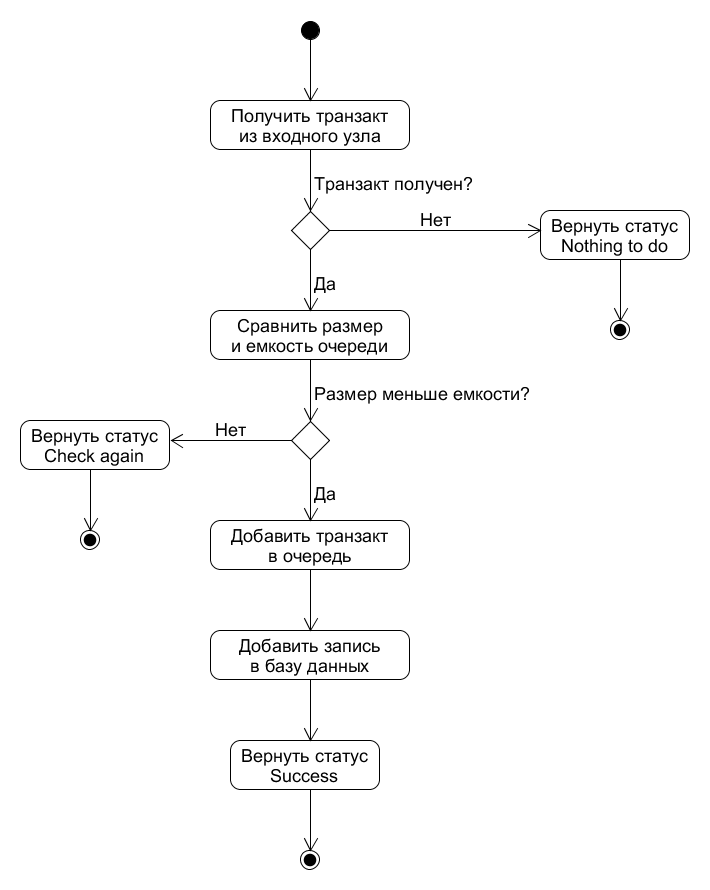 Получить транзакт
из входного узла
Транзакт получен?
Нет
Вернуть статус
Nothing to do
Да
Сравнить размер
и емкость очереди
Размер меньше емкости?
Нет
Вернуть статус
Check again
Да
Добавить транзакт
в очередь
Добавить запись
в базу данных
Вернуть статус
Success